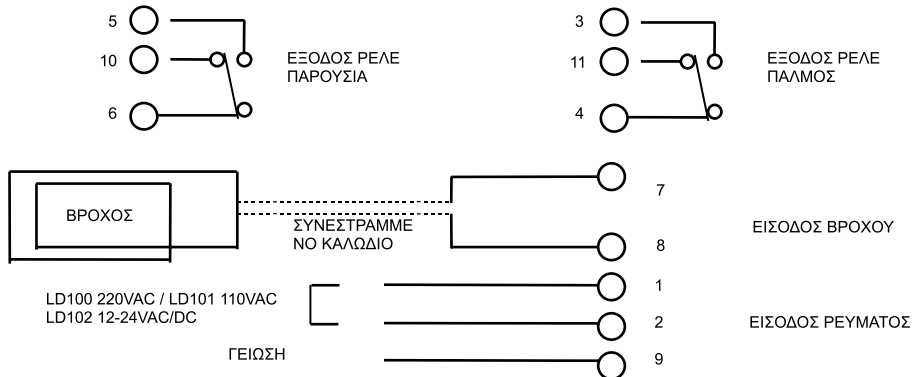 5
10
6
ΕΞΟΔΟΣ ΡΕΛΕ
ΠΑΡΟΥΣΙΑ
3
11
4
ΕΞΟΔΟΣ ΡΕΛΕ
ΠΑΛΜΟΣ
ΒΡΟΧΟΣ
ΣΥΝΕΣΤΡΑΜΜΕ
ΝΟ ΚΑΛΩΔΙΟ
7
8
ΕΙΣΟΔΟΣ ΒΡΟΧΟΥ
LD100 220VAC / LD101 110VAC
LD102 12-24VAC/DC
ΓΕΙΩΣΗ
1
2
9
ΕΙΣΟΔΟΣ ΡΕΥΜΑΤΟΣ